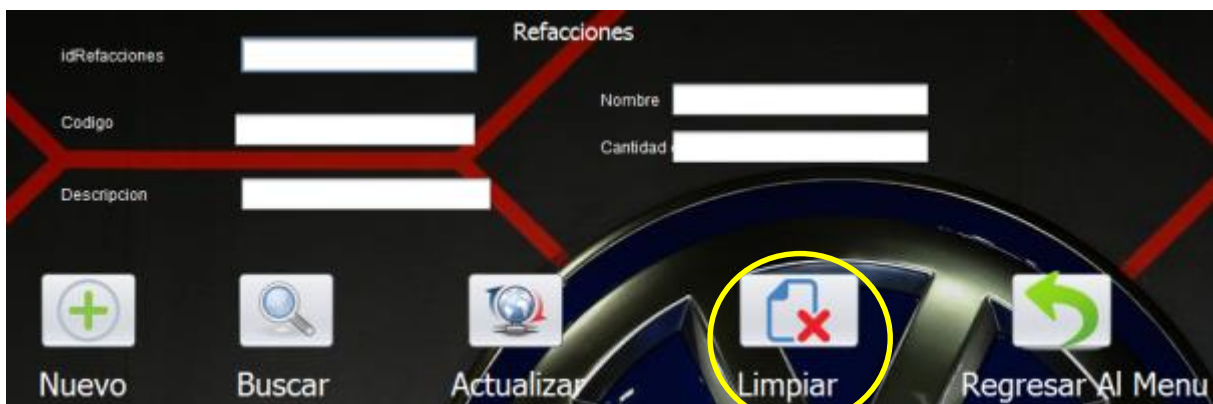 Refacciones
idRefacciones
Nombre
Codigo
Cantidad
Descripcion
Nuevo
Buscar
Actualizar
Limpiar
Regresar Al Menu